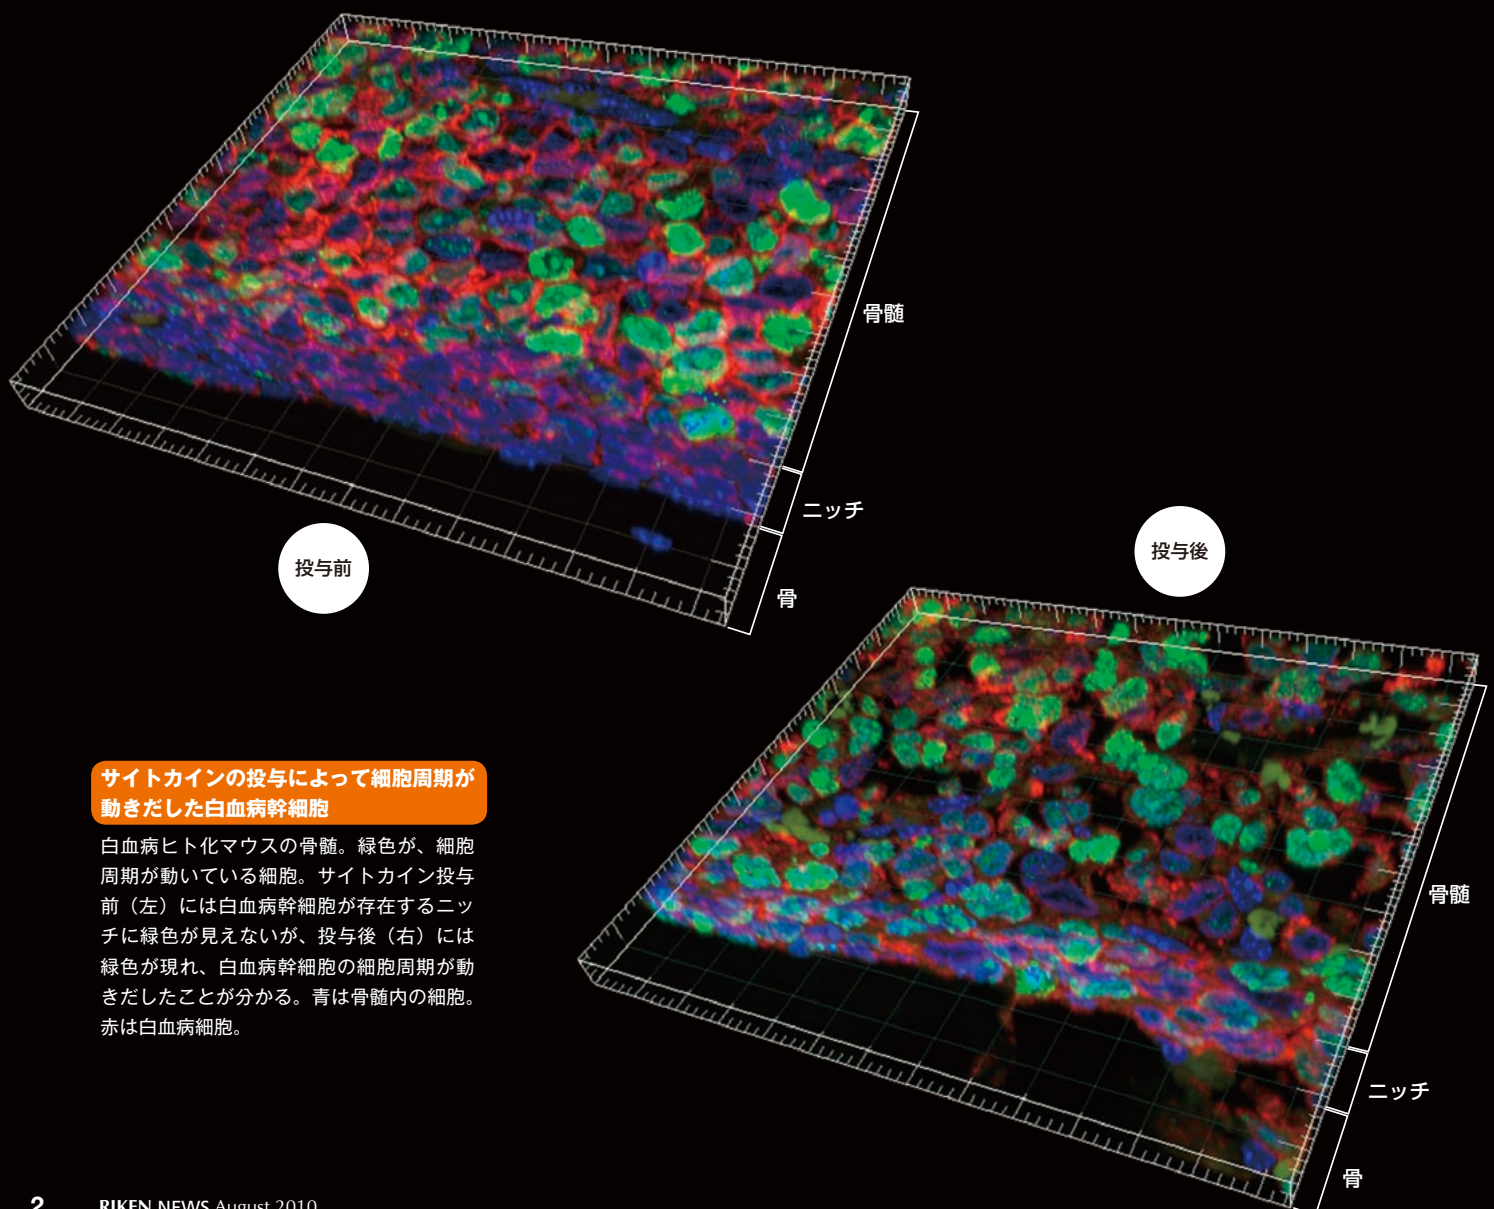 骨髄
ニッチ
骨
投与前
投与後
骨髄
ニッチ
骨
サイトカインの投与によって細胞周期が
動きだした白血病幹細胞
白血病ヒト化マウスの骨髄。緑色が、細胞
周期が動いている細胞。サイトカイン投与
前（左）には白血病幹細胞が存在するニッ
チに緑色が見えないが、投与後（右）には
緑色が現れ、白血病幹細胞の細胞周期が動
きだしたことが分かる。青は骨髄内の細胞。
赤は白血病細胞。
2 RIKEN NEWS August 2010